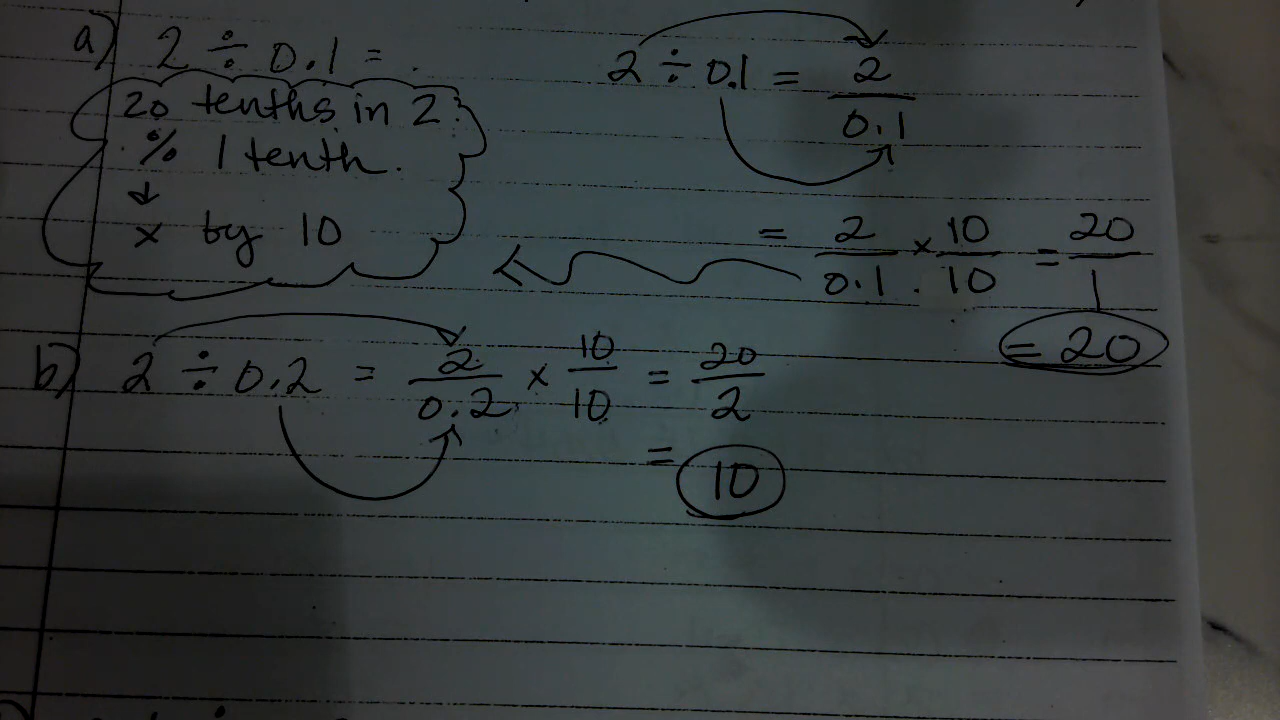 a) 2 ÷ 0.1 = .
20 tenths in 2.
% 1 tenth.
↓
x by 10
2 ÷ 0.1 = 2/0.1
= 2/0.1 x 10/10 = 20/1
= 20
b) 2 ÷ 0.2 = 2/0.2 x 10/10 = 20/2
= 10